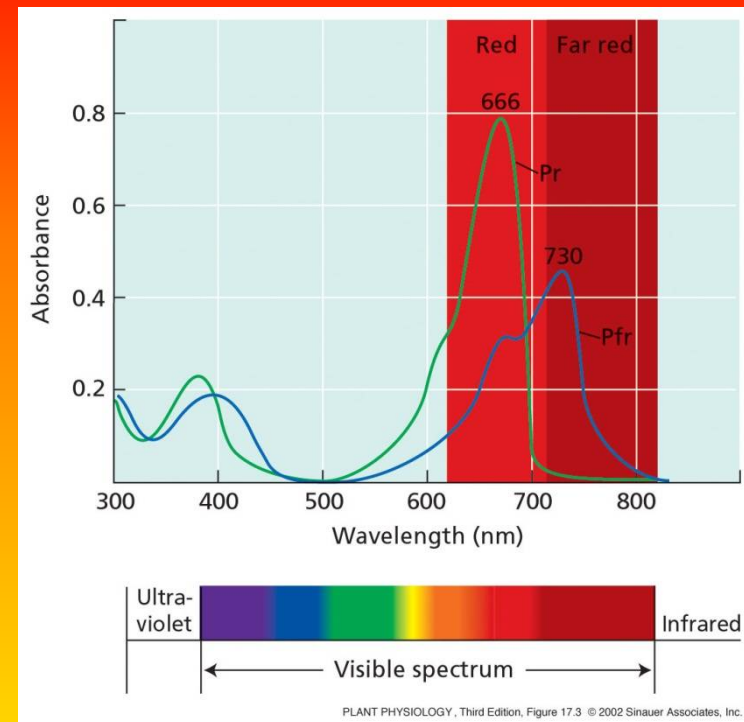 Red Far red
666
0.8
Pr
Absorbance
0.6
730
0.4
Pfr
0.2
300 400 500 600 700 800
Wavelength (nm)
Ultra-
violet
Infrared
Visible spectrum
PLANT PHYSIOLOGY, Third Edition, Figure 17.3 © 2002 Sinauer Associates, Inc.